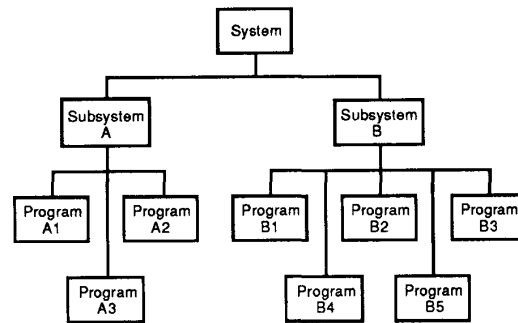 System
Subsystem
A
Subsystem
B
Program
A1
Program
A2
Program
B1
Program
B2
Program
B3
Program
A3
Program
B4
Program
B5